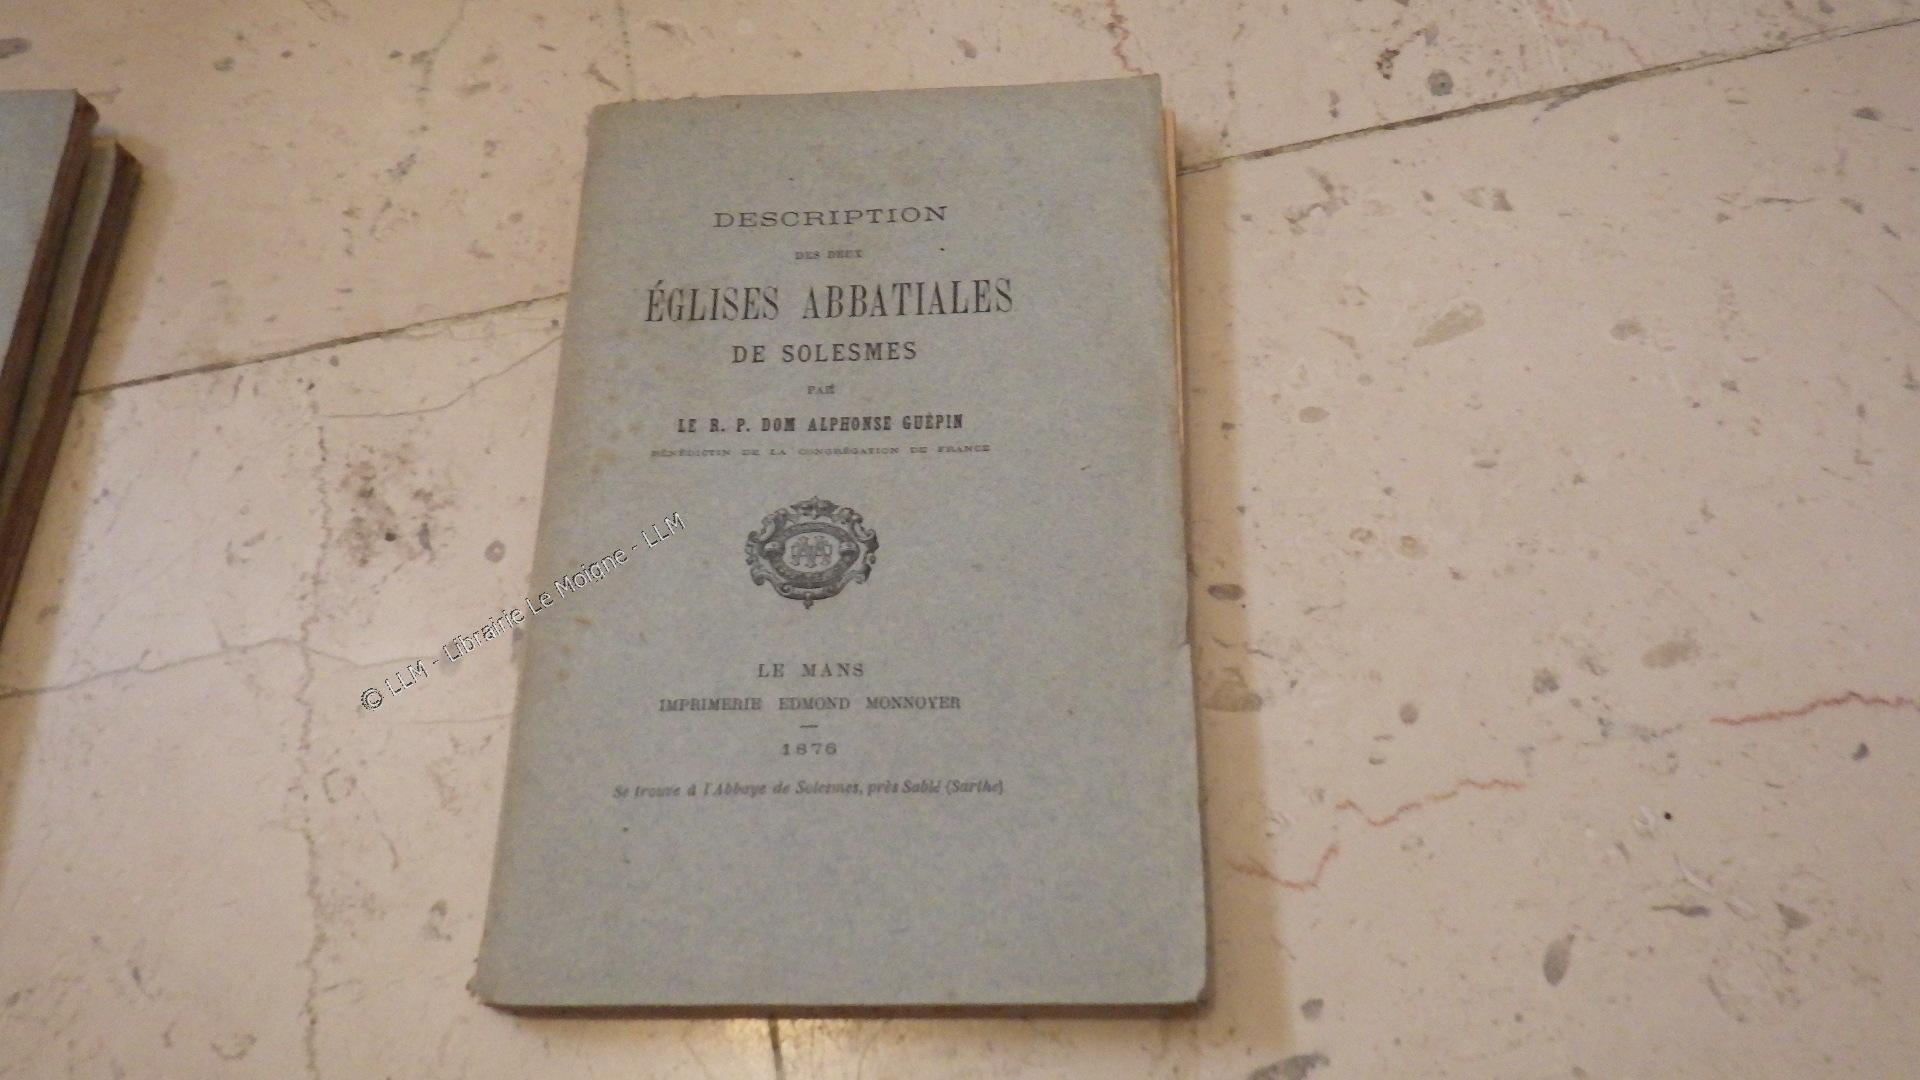 DESCRIPTION
DES DEUX
ÉGLISES ABBATIALES
DE SOLESMES
PAR
LE R. P. DOM ALPHONSE GUÉPIN
BÉNÉDICTIN DE LA CONGRÉGATION DE FRANCE
LE MANS
IMPRIMERIE EDMOND MONNOYER
1876
Se trouve à l'Abbaye de Solesmes, près Sablé (Sarthe)
© LLM - Librairie Le Moigne - LLM